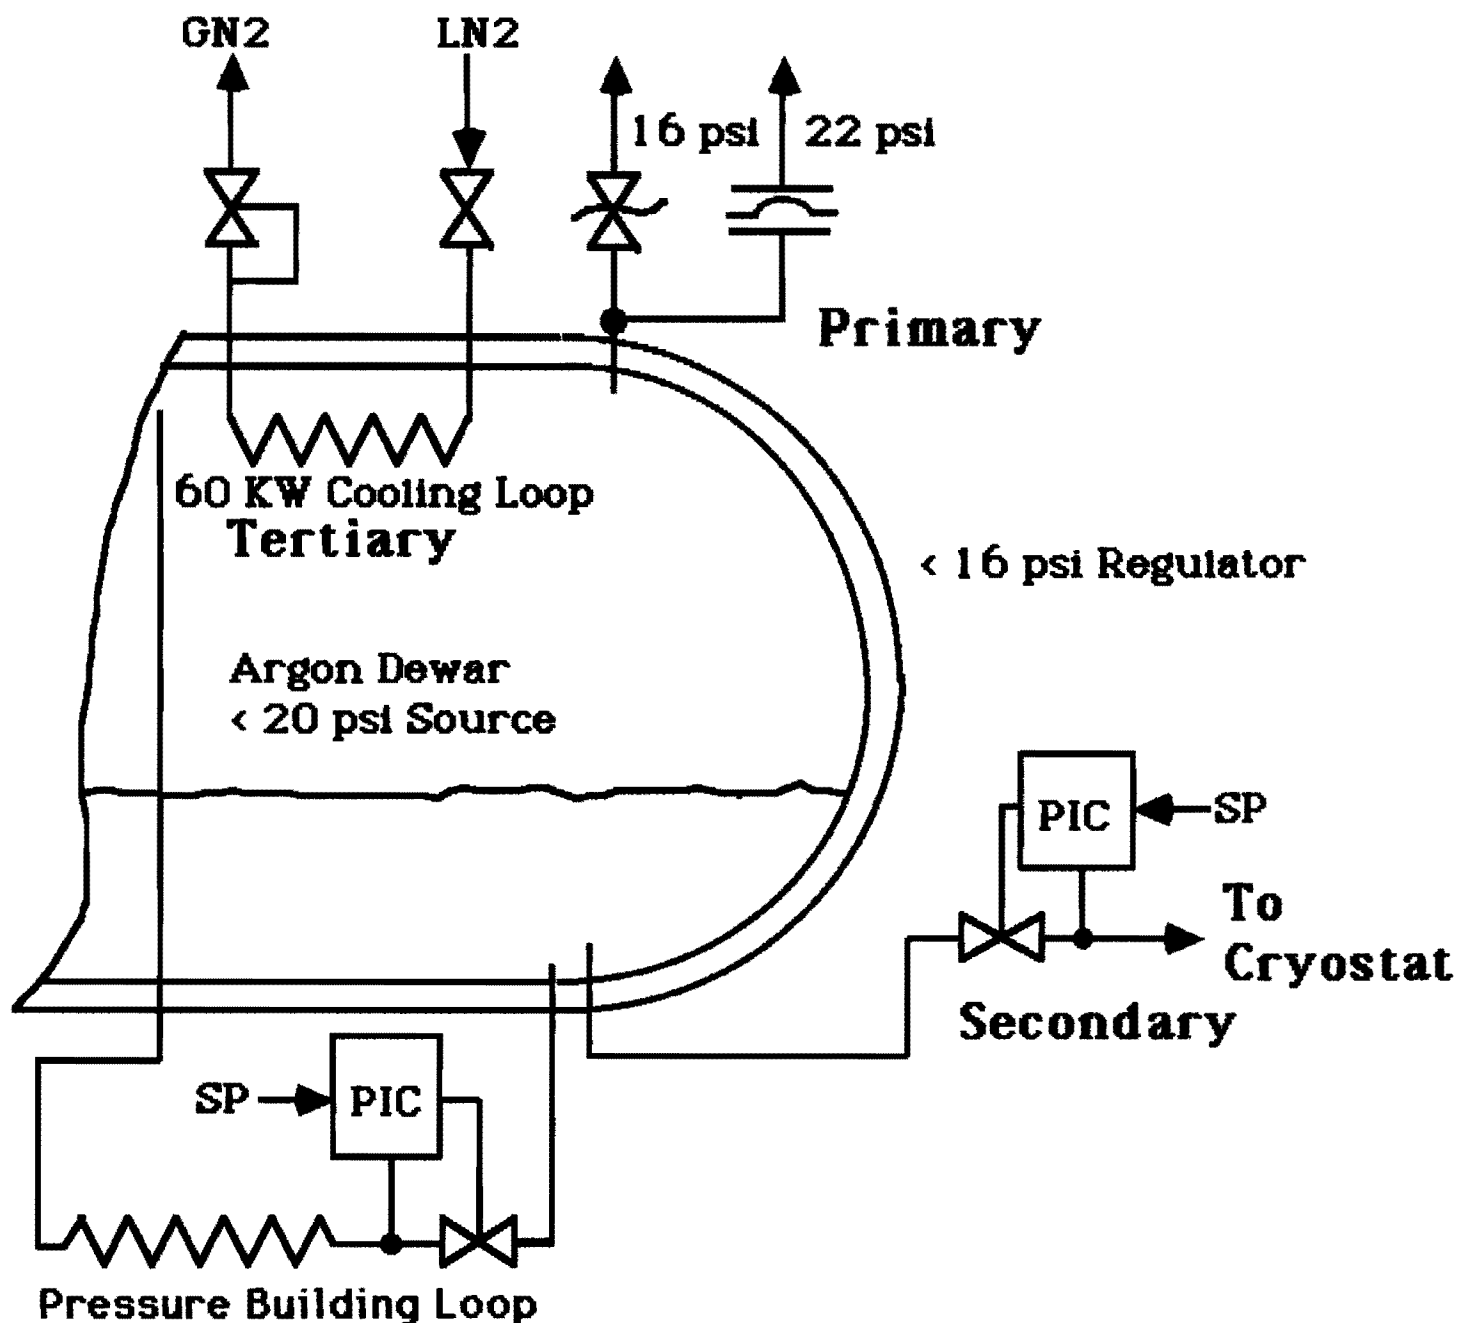 GN2
LN2
16 psi
22 psi
Primary
60 KW Cooling Loop
Tertiary
< 16 psi Regulator
Argon Dewar
< 20 psi Source
PIC
SP
To
Cryostat
Secondary
SP
PIC
Pressure Building Loop